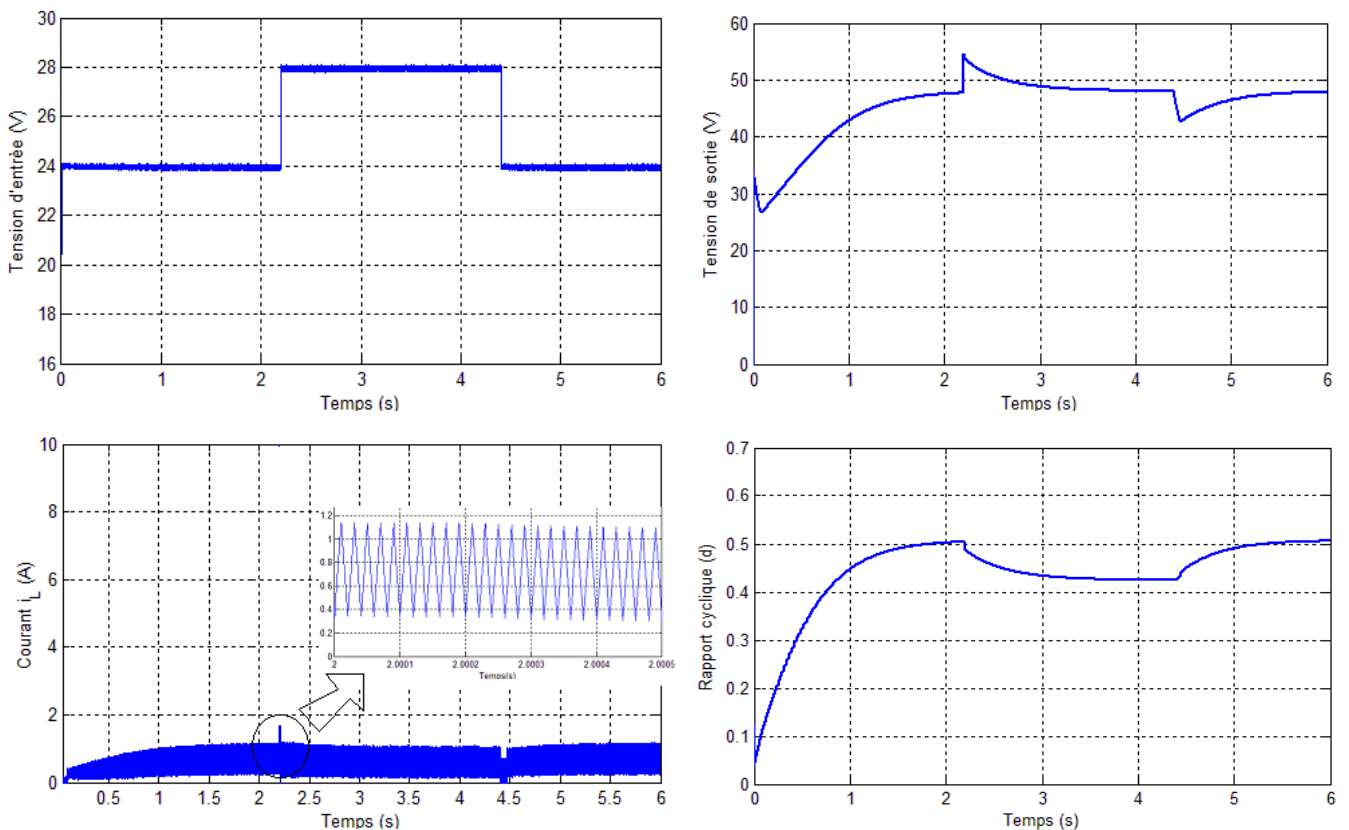 Tension d'entrèe (V)
30
28
26
24
22
20
18
16
0 1 2 3 4 5 6
Temps (s)
Tension de sortie (V)
60
50
40
30
20
10
0
0 1 2 3 4 5 6
Temps (s)
Courant i_L (A)
10
8
6
4
2
0
0.5 1 1.5 2 2.5 3 3.5 4 4.5 5 5.5 6
Temps (s)
1.2
1
0.8
0.6
0.4
0.2
0
2 2.0001 2.0002 2.0003 2.0004 2.0005
Temps(s)
Rapport cyclique (d)
0.7
0.6
0.5
0.4
0.3
0.2
0.1
0
0 1 2 3 4 5 6
Temps (s)